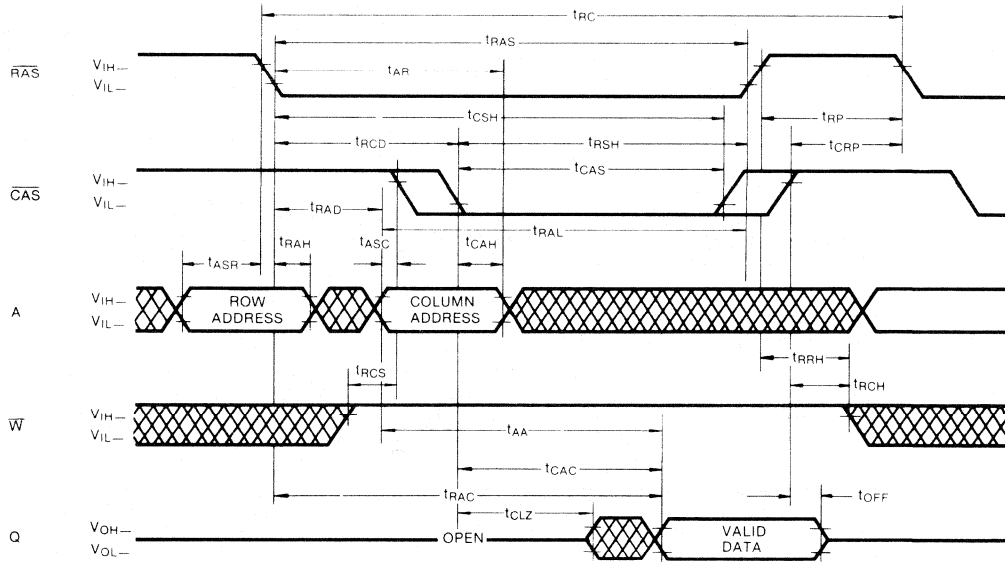 tRC
tRAS
RAS
VIH
VIL
tAR
tCSH
tRP
tRCD
tRSH
tCRP
tCAS
CAS
VIH
VIL
tRAD
tRAL
tASR
tRAH
tASC
tCAH
A
VIH
VIL
ROW
ADDRESS
COLUMN
ADDRESS
tRRH
tRCS
tRCH
W
VIH
VIL
tAA
tCAC
tRAC
tOFF
tCLZ
Q
VOH
VOL
OPEN
VALID
DATA